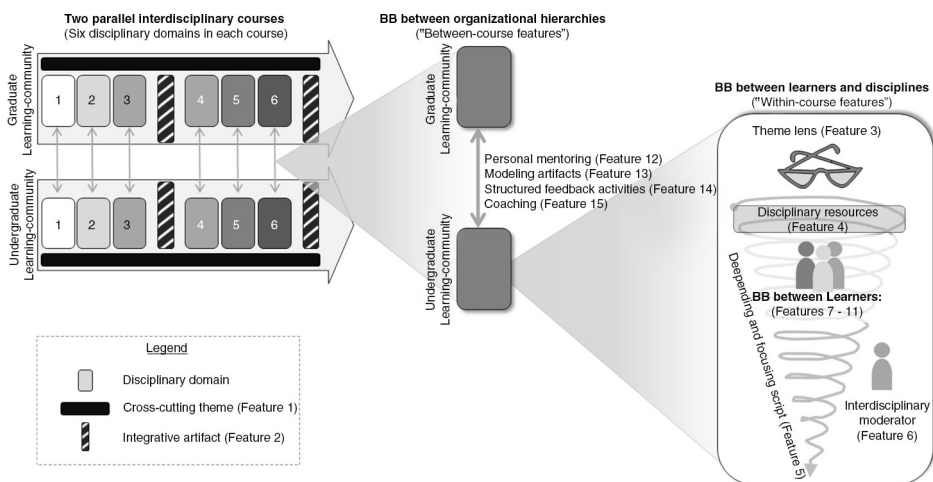 Two parallel interdisciplinary courses
(Six disciplinary domains in each course)
Graduate
Learning-community
1
2
3
4
5
6
Undergraduate
Learning-community
1
2
3
4
5
6
Legend
Disciplinary domain
Cross-cutting theme (Feature 1)
Integrative artifact (Feature 2)
BB between organizational hierarchies
("Between-course features")
Graduate
Learning-community
Personal mentoring (Feature 12)
Modeling artifacts (Feature 13)
Structured feedback activities (Feature 14)
Coaching (Feature 15)
Undergraduate
Learning-community
BB between learners and disciplines
("Within-course features")
Theme lens (Feature 3)
Disciplinary resources
(Feature 4)
BB between Learners:
(Features 7 - 11)
Deepending and focusing script (Feature 5)
Interdisciplinary
moderator
(Feature 6)